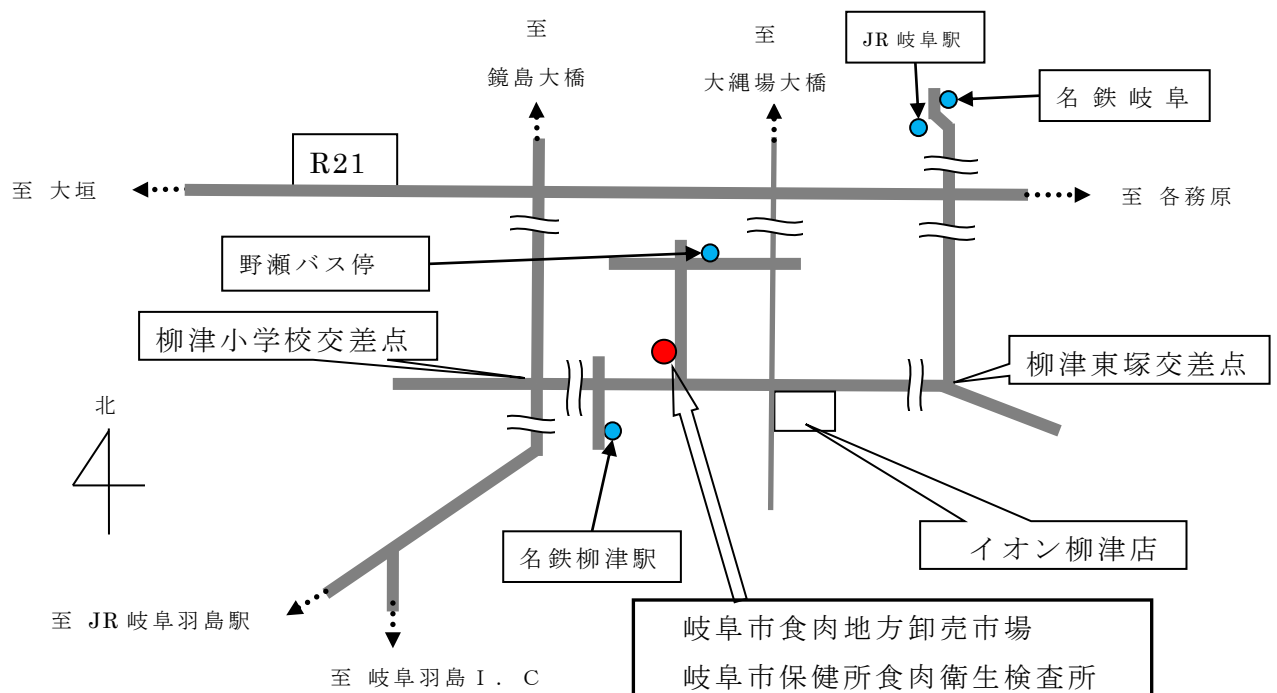 至
鏡島大橋
至
大縄場大橋
JR 岐阜駅
名 鉄 岐 阜
R21
至 大垣
至 各務原
野瀬バス停
柳津小学校交差点
柳津東塚交差点
北
名鉄柳津駅
イオン柳津店
至 JR 岐阜羽島駅
至 岐阜羽島Ⅰ．Ｃ
岐阜市食肉地方卸売市場
岐阜市保健所食肉衛生検査所